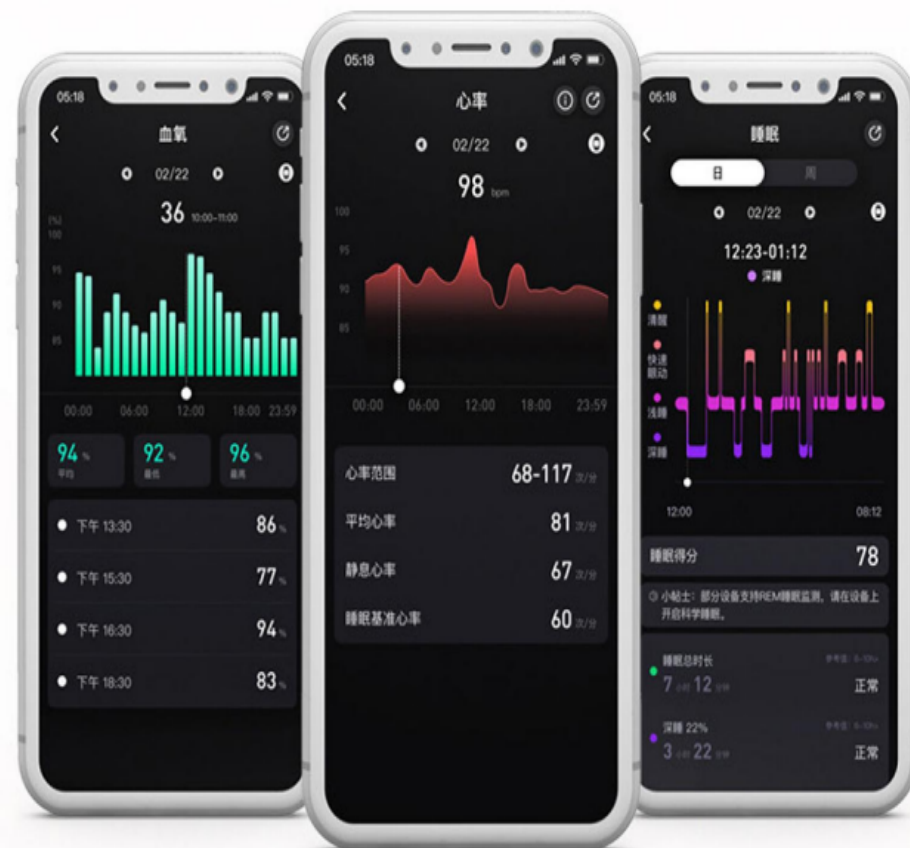 05:18
血氧
02/22
36 10:00-11:00
(%)
100
95
90
85
00:00 06:00 12:00 18:00 23:59
94 % 92 % 96 %
平均 最低 最高
下午 13:30 86 %
下午 15:30 77 %
下午 16:30 94 %
下午 18:30 83 %
05:18
心率
02/22
98 bpm
100
95
90
85
00:00 06:00 12:00 18:00 23:59
心率范围 68-117 次/分
平均心率 81 次/分
静息心率 67 次/分
睡眠基准心率 60 次/分
05:18
睡眠
日 周
02/22
12:23-01:12
深睡
清醒
快速
眼动
浅睡
深睡
12:00 08:12
睡眠得分 78
小帖士：部分设备支持REM睡眠监测，请在设备上
开启科学睡眠。
睡眠总时长 参考值：6-10h
7 小时 12 分钟 正常
深睡 22%
3 小时 22 分钟 正常